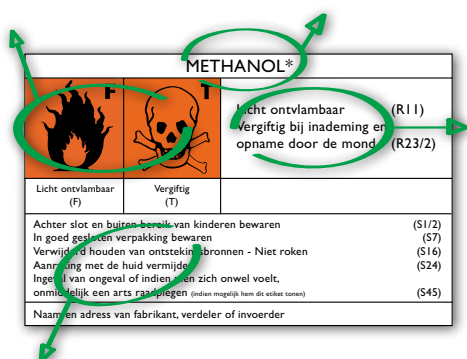 METHANOL*
F T
Licht ontvlambaar (R11)
Vergiftig bij inademing en
opname door de mond (R23/2)
Licht ontvlambaar
(F)
Vergiftig
(T)
Achter slot en buiten bereik van kinderen bewaren (S1/2)
In goed gesloten verpakking bewaren (S7)
Verwijderd houden van ontstekingsbronnen - Niet roken (S16)
Aanraking met de huid vermijden (S24)
Ingeval van ongeval of indien men zich onwel voelt,
onmiddelijk een arts raadplegen (indien mogelijk hem dit etiket tonen) (S45)
Naam en adress van fabrikant, verdeler of invoerder